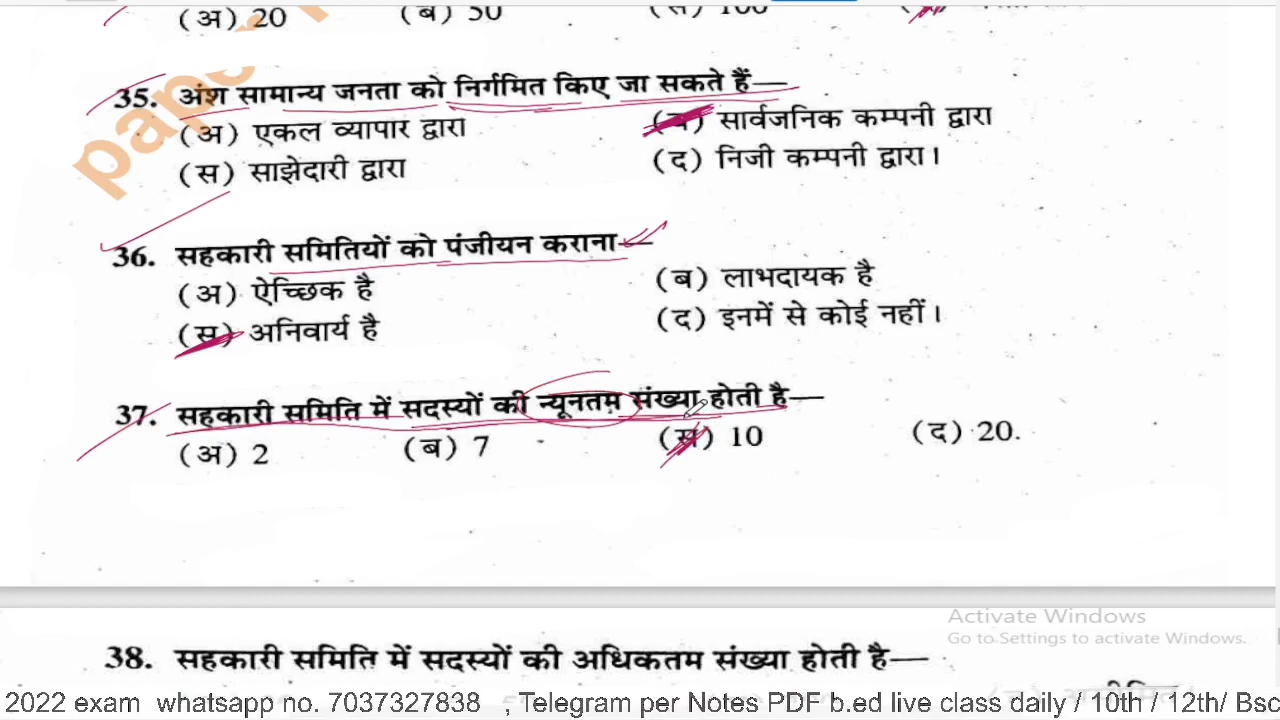 (अ) 20 (ब) 50 (स) 100
35. अंश सामान्य जनता को निर्गमित किए जा सकते हैं—
(अ) एकल व्यापार द्वारा (ब) सार्वजनिक कम्पनी द्वारा
(स) साझेदारी द्वारा (द) निजी कम्पनी द्वारा।
36. सहकारी समितियों को पंजीयन कराना—
(अ) ऐच्छिक है (ब) लाभदायक है
(स) अनिवार्य है (द) इनमें से कोई नहीं।
37. सहकारी समिति में सदस्यों की न्यूनतम संख्या होती है—
(अ) 2 (ब) 7 (स) 10 (द) 20.
Activate Windows
Go to Settings to activate Windows.
38. सहकारी समिति में सदस्यों की अधिकतम संख्या होती है—
2022 exam whatsapp no. 7037327838 , Telegram per Notes PDF b.ed live class daily / 10th / 12th/ Bsc